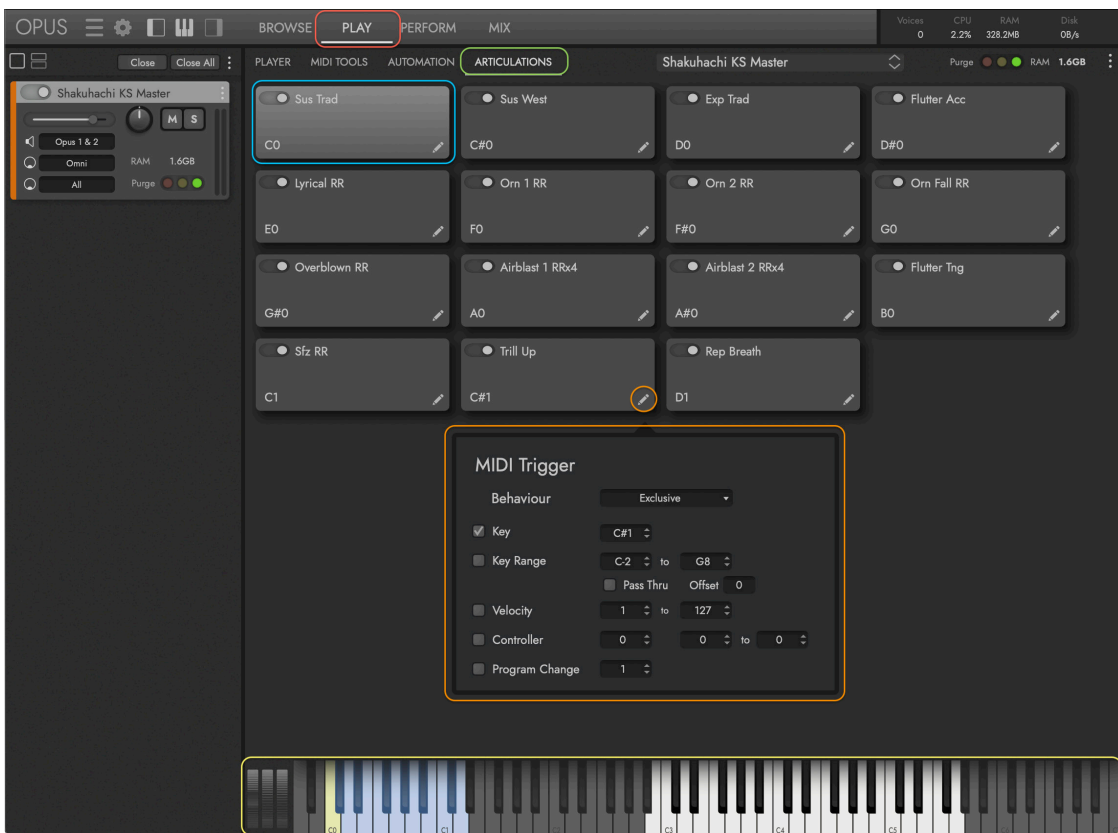 OPUS BROWSE PLAY PERFORM MIX Voices 0 CPU 2.2% RAM 328.2MB Disk 0B/s
Close Close All PLAYER MIDI TOOLS AUTOMATION ARTICULATIONS Shakuhachi KS Master Purge RAM 1.6GB
Shakuhachi KS Master
M S
Opus 1 & 2
Omni RAM 1.6GB
All Purge
Sus Trad Sus West Exp Trad Flutter Acc
C0 C#0 D0 D#0
Lyrical RR Orn 1 RR Orn 2 RR Orn Fall RR
E0 F0 F#0 G0
Overblown RR Airblast 1 RRx4 Airblast 2 RRx4 Flutter Tng
G#0 A0 A#0 B0
Sfz RR Trill Up Rep Breath
C1 C#1 D1
MIDI Trigger
Behaviour Exclusive
Key C#1
Key Range C-2 to G8
Pass Thru Offset 0
Velocity 1 to 127
Controller 0 0 to 0
Program Change 1
C0 C1 C3 C4 C5